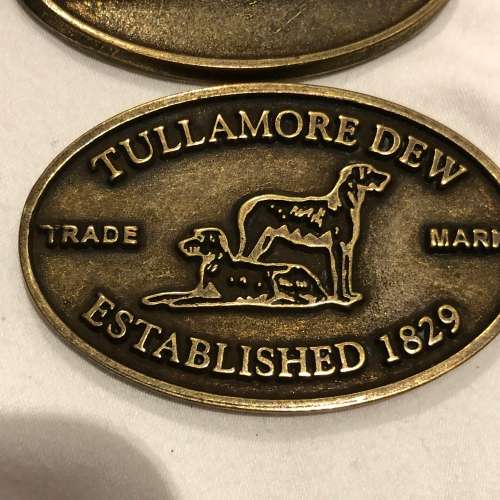 TULLAMORE DEW
TRADE MARK
ESTABLISHED 1829